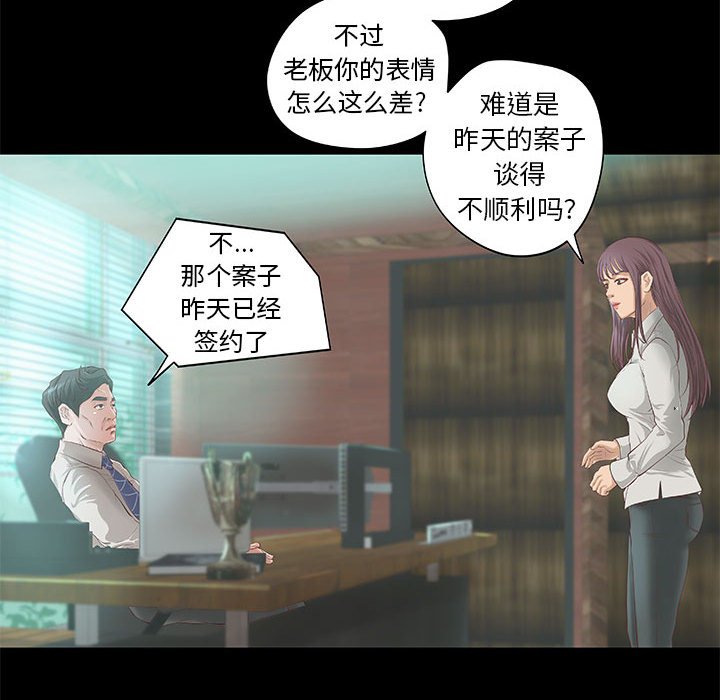 不过
老板你的表情
怎么这么差?
难道是
昨天的案子
谈得
不顺利吗?
不...
那个案子
昨天已经
签约了